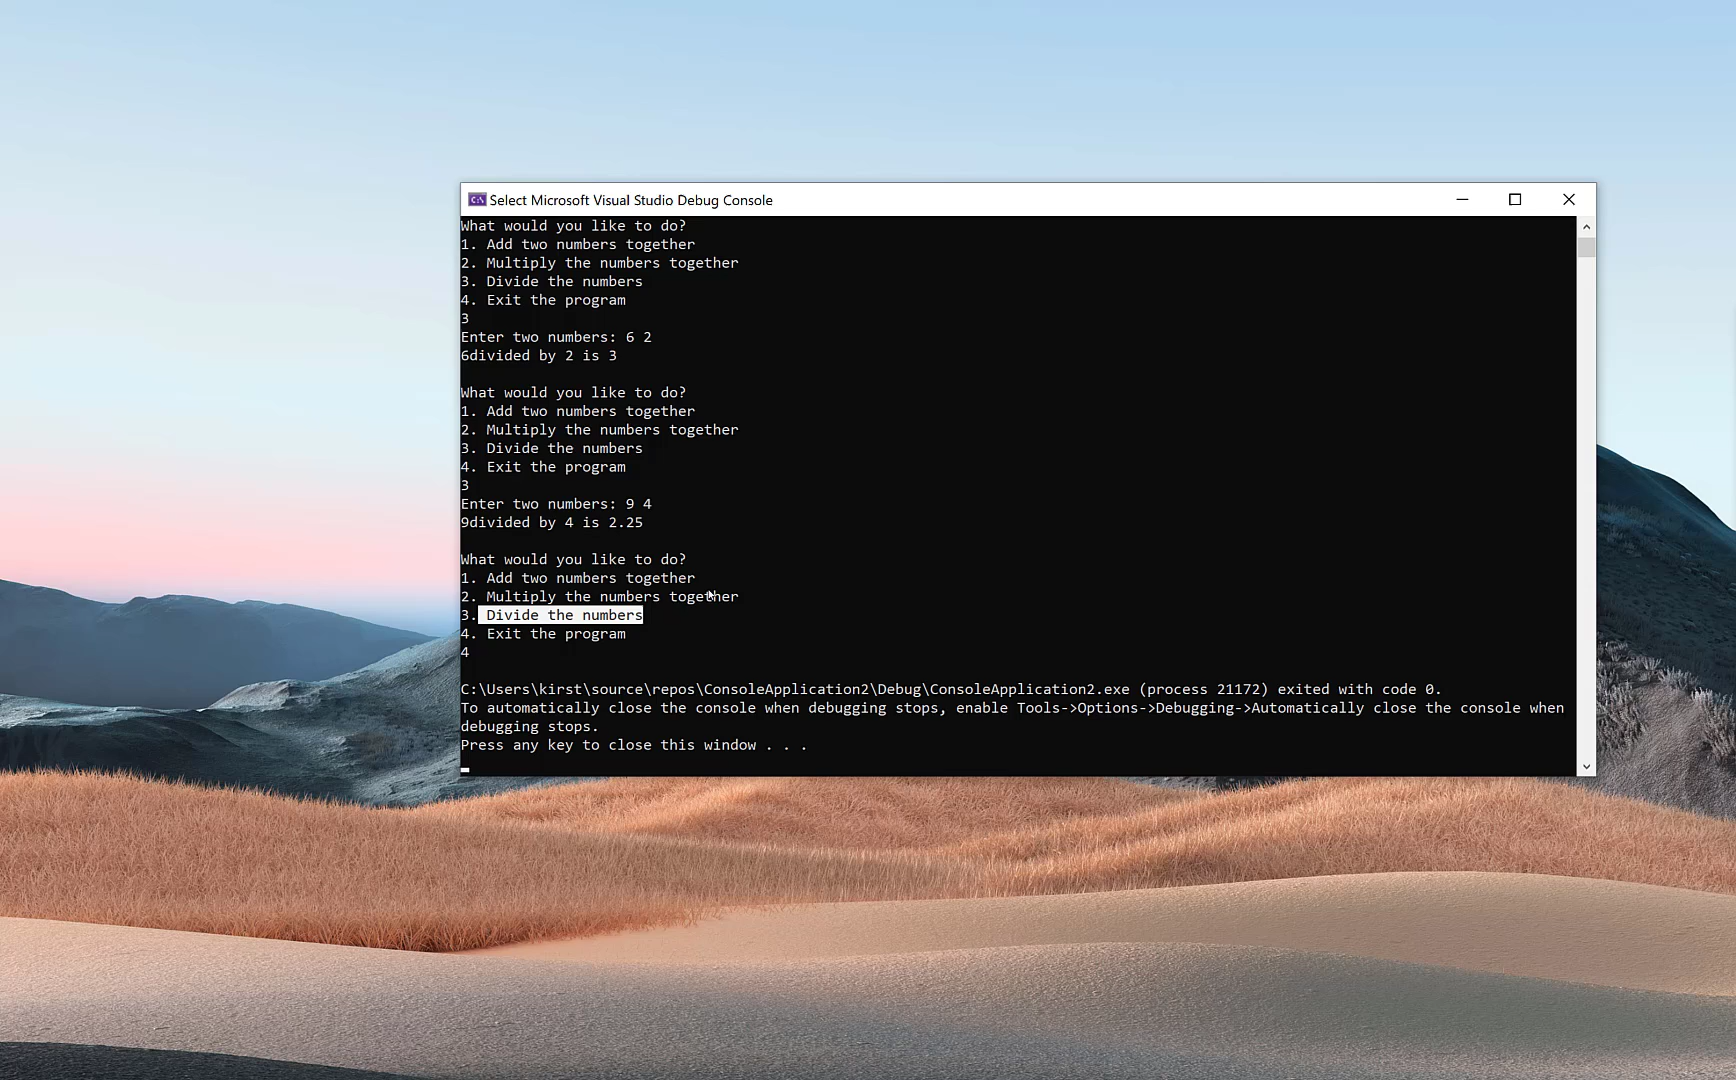 Select Microsoft Visual Studio Debug Console
What would you like to do?
1. Add two numbers together
2. Multiply the numbers together
3. Divide the numbers
4. Exit the program
3
Enter two numbers: 6 2
6divided by 2 is 3
What would you like to do?
1. Add two numbers together
2. Multiply the numbers together
3. Divide the numbers
4. Exit the program
3
Enter two numbers: 9 4
9divided by 4 is 2.25
What would you like to do?
1. Add two numbers together
2. Multiply the numbers together
3. Divide the numbers
4. Exit the program
4
C:\Users\kirst\source\repos\ConsoleApplication2\Debug\ConsoleApplication2.exe (process 21172) exited with code 0.
To automatically close the console when debugging stops, enable Tools->Options->Debugging->Automatically close the console when
debugging stops.
Press any key to close this window . . .